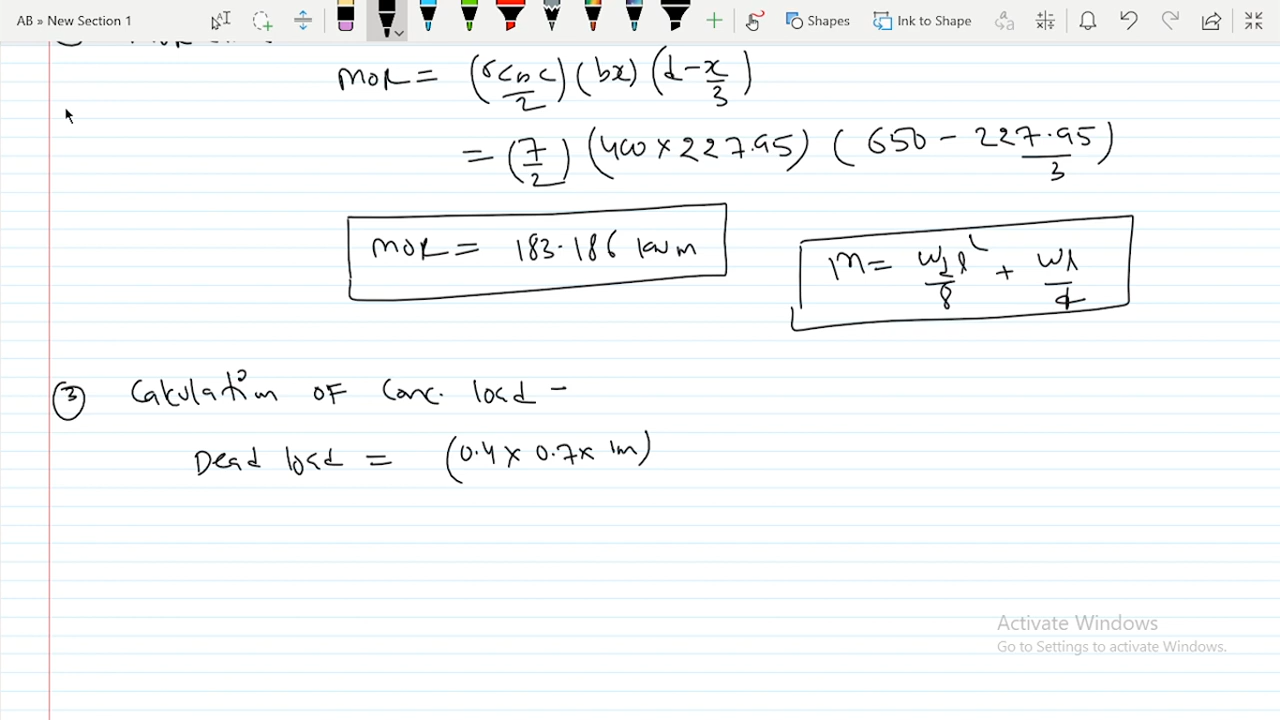 AB » New Section 1
Shapes
Ink to Shape
MOR = (σcbc/2) (bx) (d - x/3)
= (7/2) (400 × 227.95) (650 - 227.95/3)
MOR = 183.186 kNm
M = wd l²/8 + wl/4
③ Calculation OF Conc. load -
Dead load = (0.4 × 0.7 × 1m)
Activate Windows
Go to Settings to activate Windows.